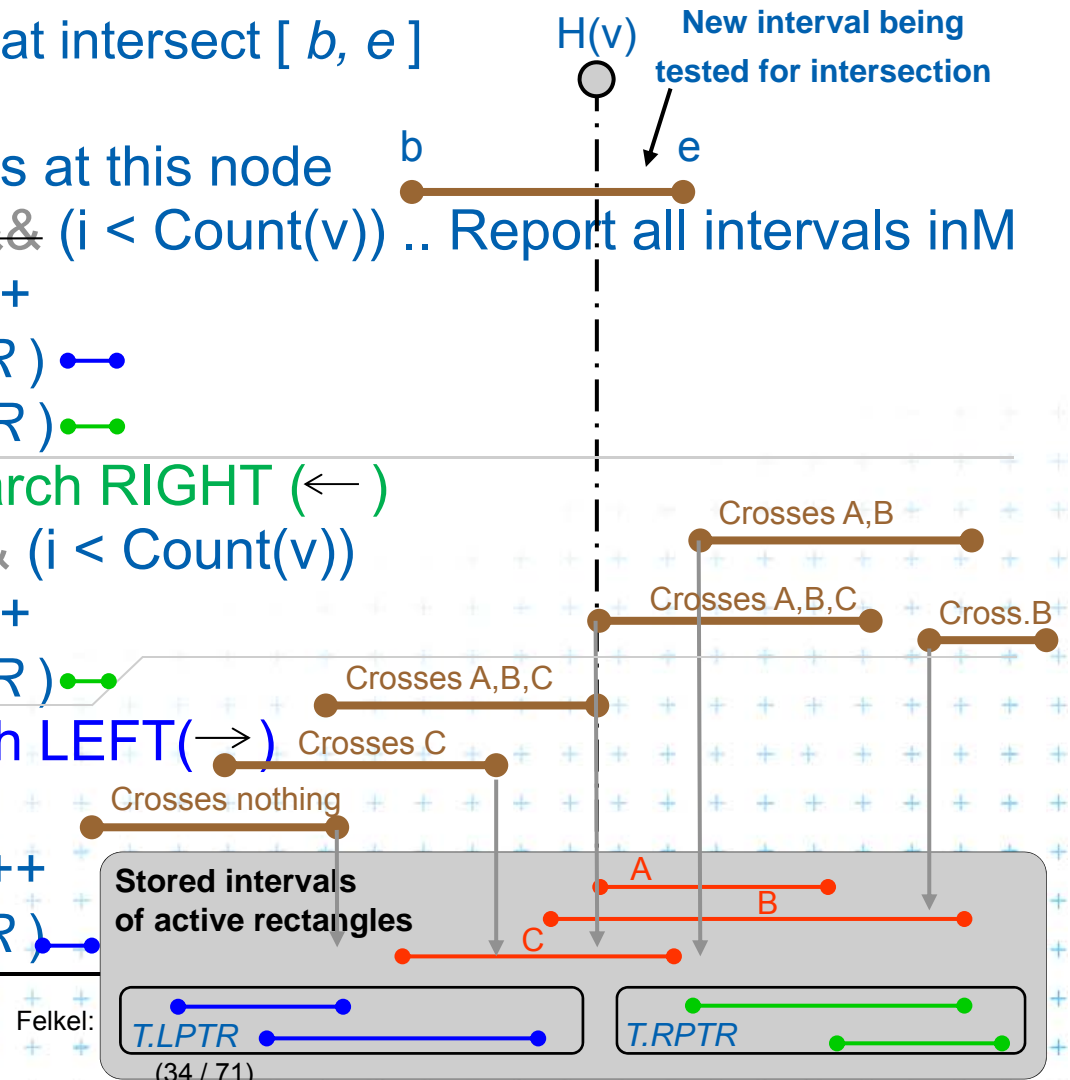 at intersect [ b, e ]
H(v)
New interval being
tested for intersection
b
e
s at this node
& (i < Count(v)) .. Report all intervals inM
+
R )
R )
arch RIGHT (← )
(i < Count(v))
+
R )
h LEFT(→ )
++
R )
Crosses A,B
Crosses A,B,C
Cross.B
Crosses A,B,C
Crosses C
Crosses nothing
Stored intervals
of active rectangles
A
B
C
T.LPTR
T.RPTR
Felkel:
(34 / 71)